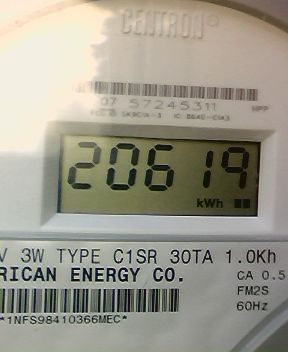 CENTRON®
07 57245311
20619
kWh
V 3W TYPE C1SR 30TA 1.0Kh
RICAN ENERGY CO.
CA 0.5
FM2S
60Hz
*1NFS98410366MEC*